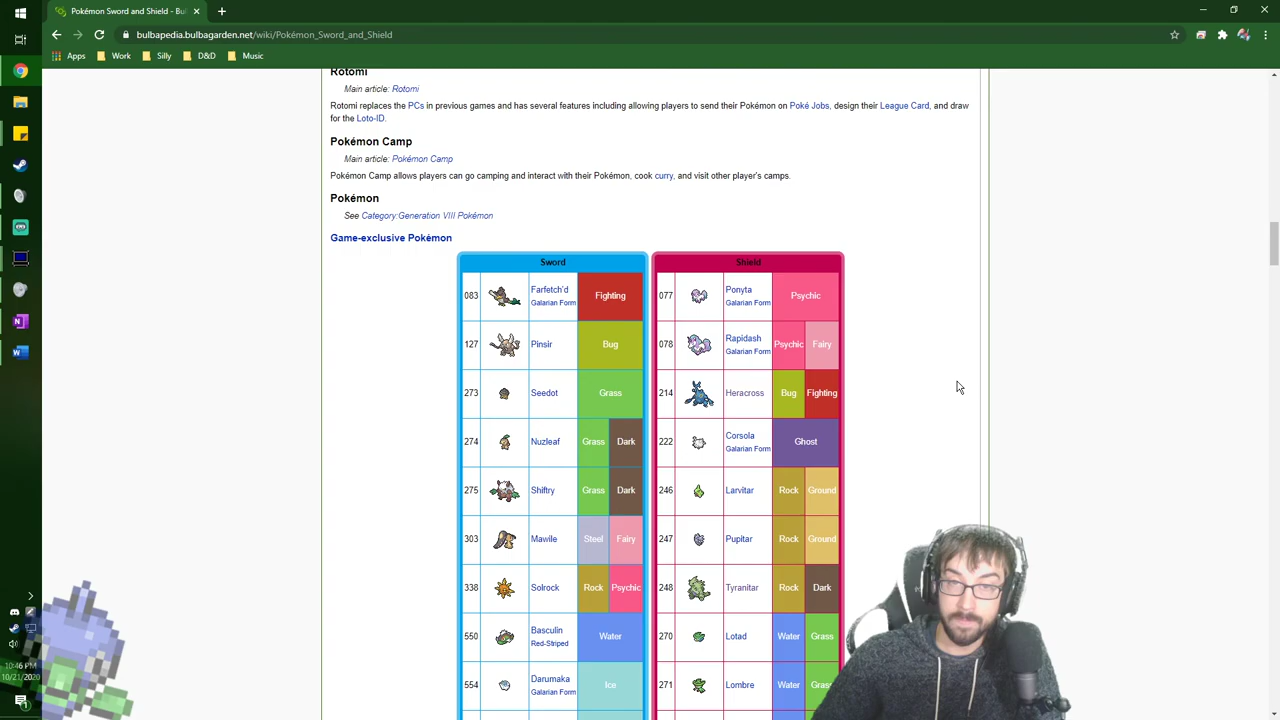 Pokémon Sword and Shield - Bul
bulbapedia.bulbagarden.net/wiki/Pokémon_Sword_and_Shield
Apps Work Silly D&D Music
Rotomi
Main article: Rotomi
Rotomi replaces the PCs in previous games and has several features including allowing players to send their Pokémon on Poké Jobs, design their League Card, and draw
for the Loto-ID.
Pokémon Camp
Main article: Pokémon Camp
Pokémon Camp allows players can go camping and interact with their Pokémon, cook curry, and visit other player's camps.
Pokémon
See Category:Generation VIII Pokémon
Game-exclusive Pokémon
Sword
083 Farfetch'd Galarian Form Fighting
127 Pinsir Bug
273 Seedot Grass
274 Nuzleaf Grass Dark
275 Shiftry Grass Dark
303 Mawile Steel Fairy
338 Solrock Rock Psychic
550 Basculin Red-Striped Water
554 Darumaka Galarian Form Ice
Shield
077 Ponyta Galarian Form Psychic
078 Rapidash Galarian Form Psychic Fairy
214 Heracross Bug Fighting
222 Corsola Galarian Form Ghost
246 Larvitar Rock Ground
247 Pupitar Rock Ground
248 Tyranitar Rock Dark
270 Lotad Water Grass
271 Lombre Water Grass
10:46 PM
10/21/2020